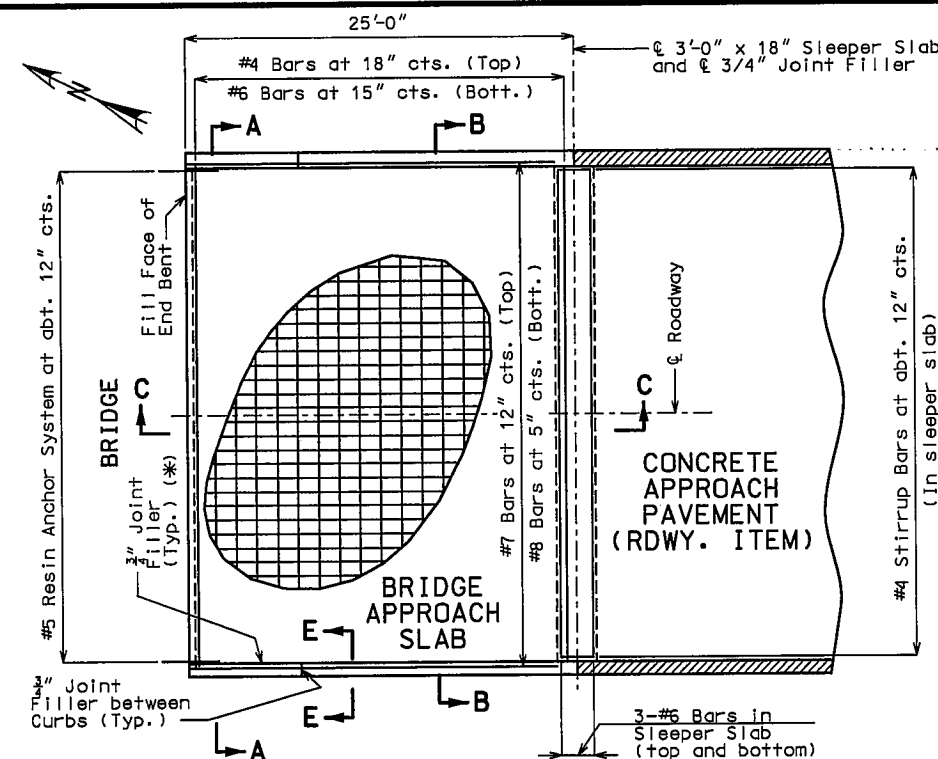 25'-0"
℄ 3'-0" x 18" Sleeper Slab
and ℄ 3/4" Joint Filler
#4 Bars at 18" cts. (Top)
#6 Bars at 15" cts. (Bott.)
N
A
B
#5 Resin Anchor System at abt. 12" cts.
Fill Face of
End Bent
#7 Bars at 12" cts. (Top)
#8 Bars at 5" cts. (Bott.)
℄ Roadway
#4 Stirrup Bars at abt. 12" cts.
(In sleeper slab)
BRIDGE
C
C
3/4" Joint
Filler
(Typ.) (*)
CONCRETE
APPROACH
PAVEMENT
(RDWY. ITEM)
BRIDGE
APPROACH
SLAB
E
E
Joint
Filler between
Curbs (Typ.)
A
B
3-#6 Bars in
Sleeper Slab
(top and bottom)